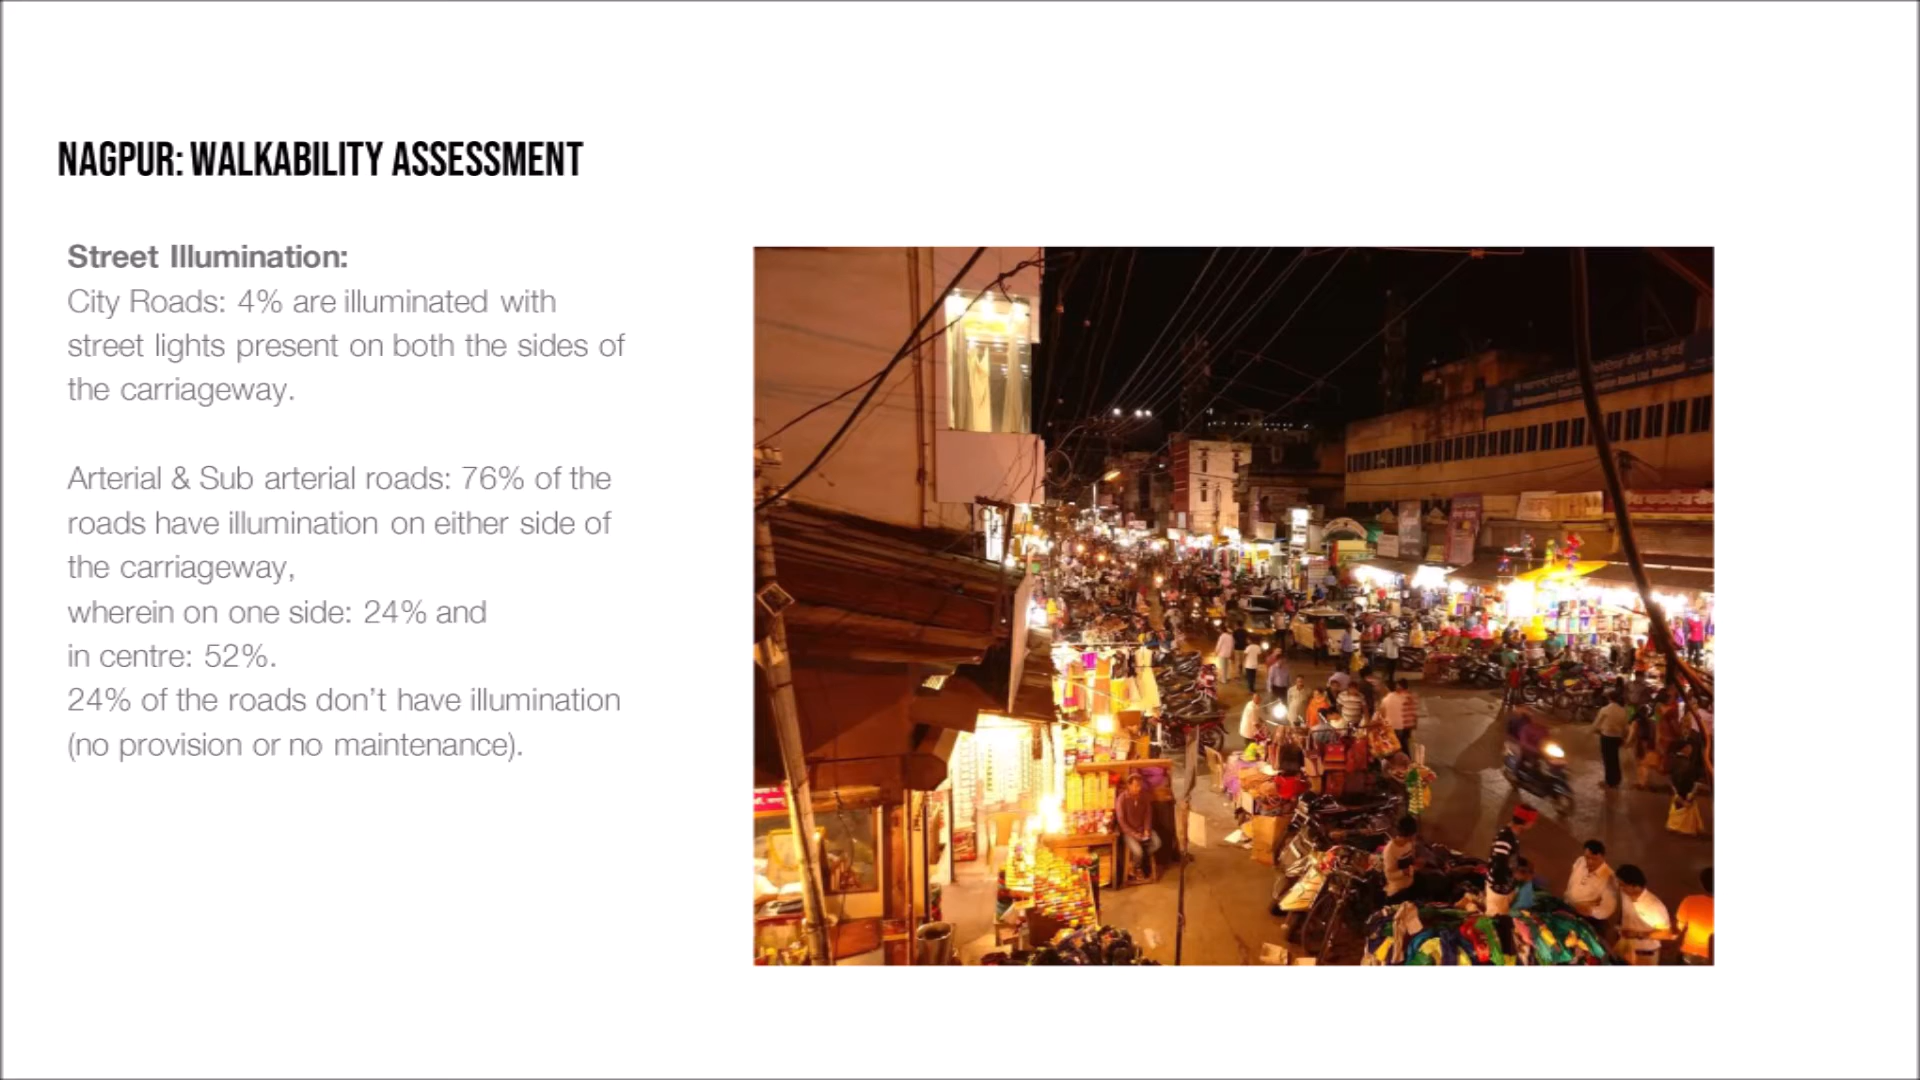 NAGPUR: WALKABILITY ASSESSMENT
Street Illumination:
City Roads: 4% are illuminated with
street lights present on both the sides of
the carriageway.
Arterial & Sub arterial roads: 76% of the
roads have illumination on either side of
the carriageway,
wherein on one side: 24% and
in centre: 52%.
24% of the roads don’t have illumination
(no provision or no maintenance).